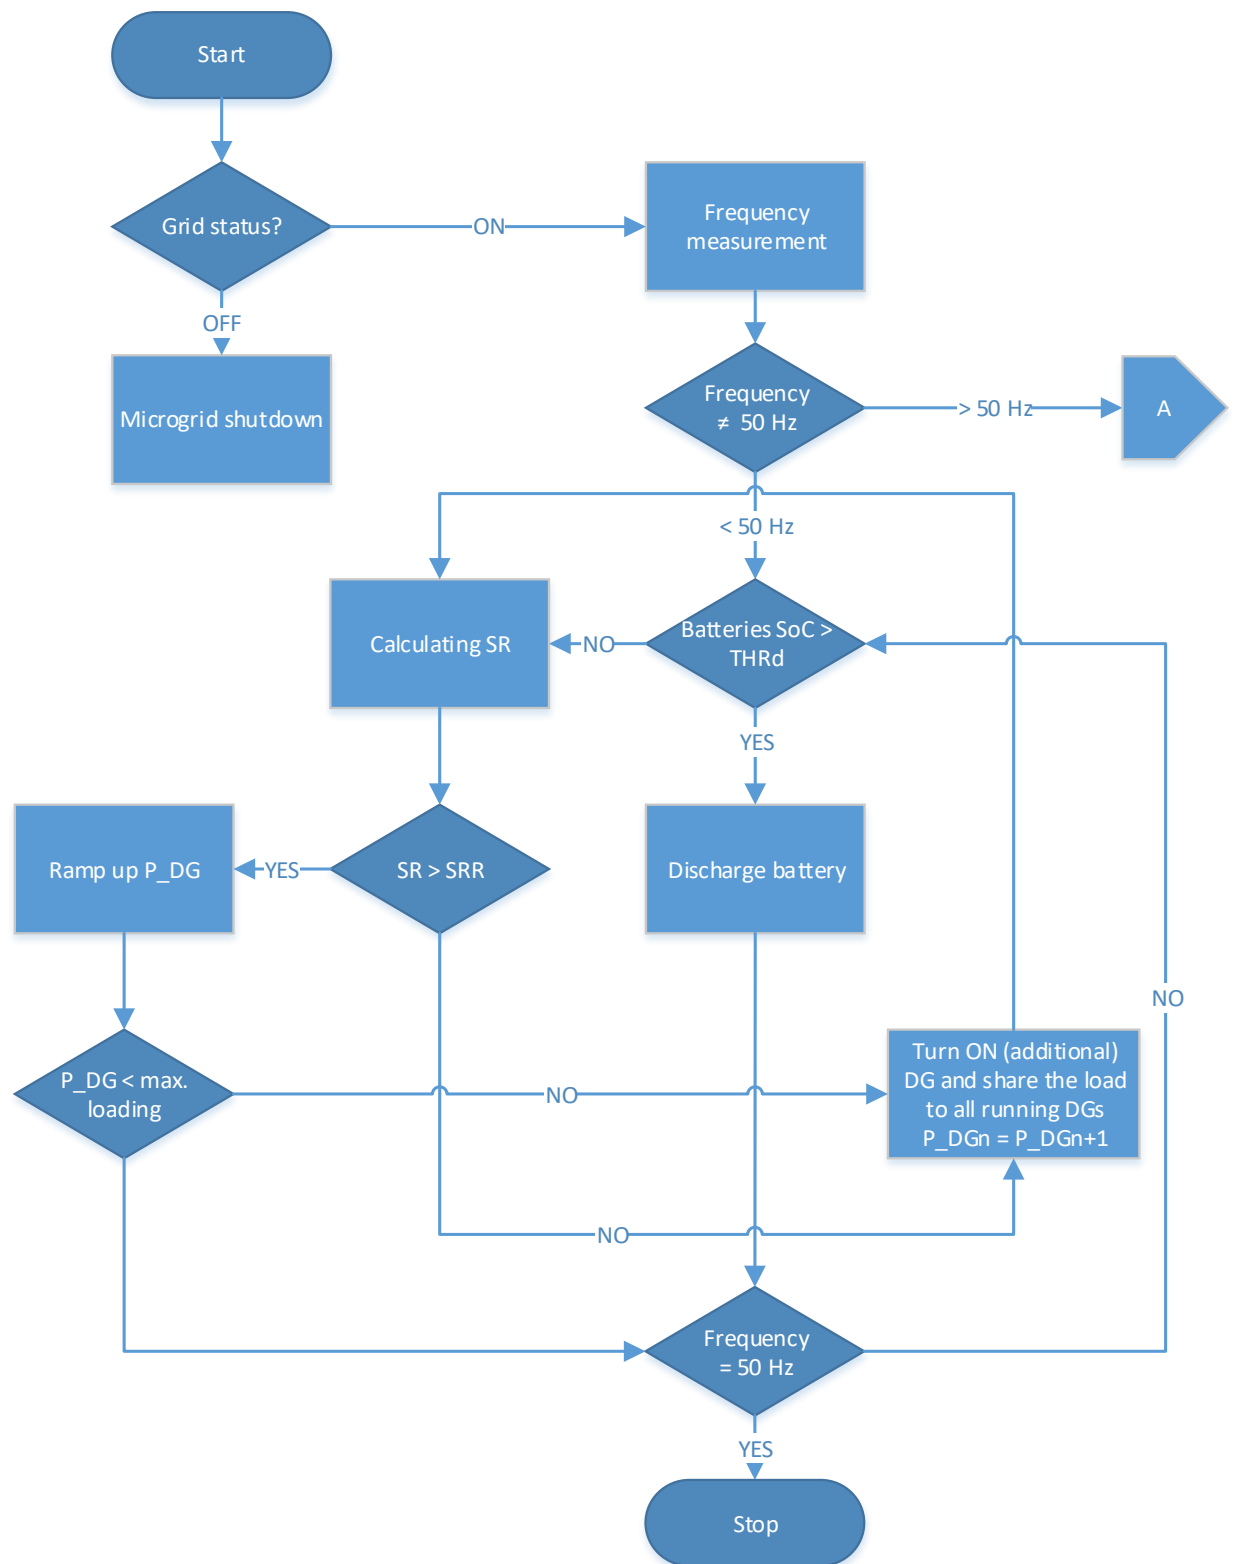 Start
Grid status?
ON
Frequency
measurement
OFF
Microgrid shutdown
Frequency
≠ 50 Hz
> 50 Hz
A
< 50 Hz
Calculating SR
NO
Batteries SoC >
THRd
YES
Ramp up P_DG
YES
SR > SRR
Discharge battery
NO
P_DG < max.
loading
NO
Turn ON (additional)
DG and share the load
to all running DGs
P_DGn = P_DGn+1
NO
Frequency
= 50 Hz
YES
Stop